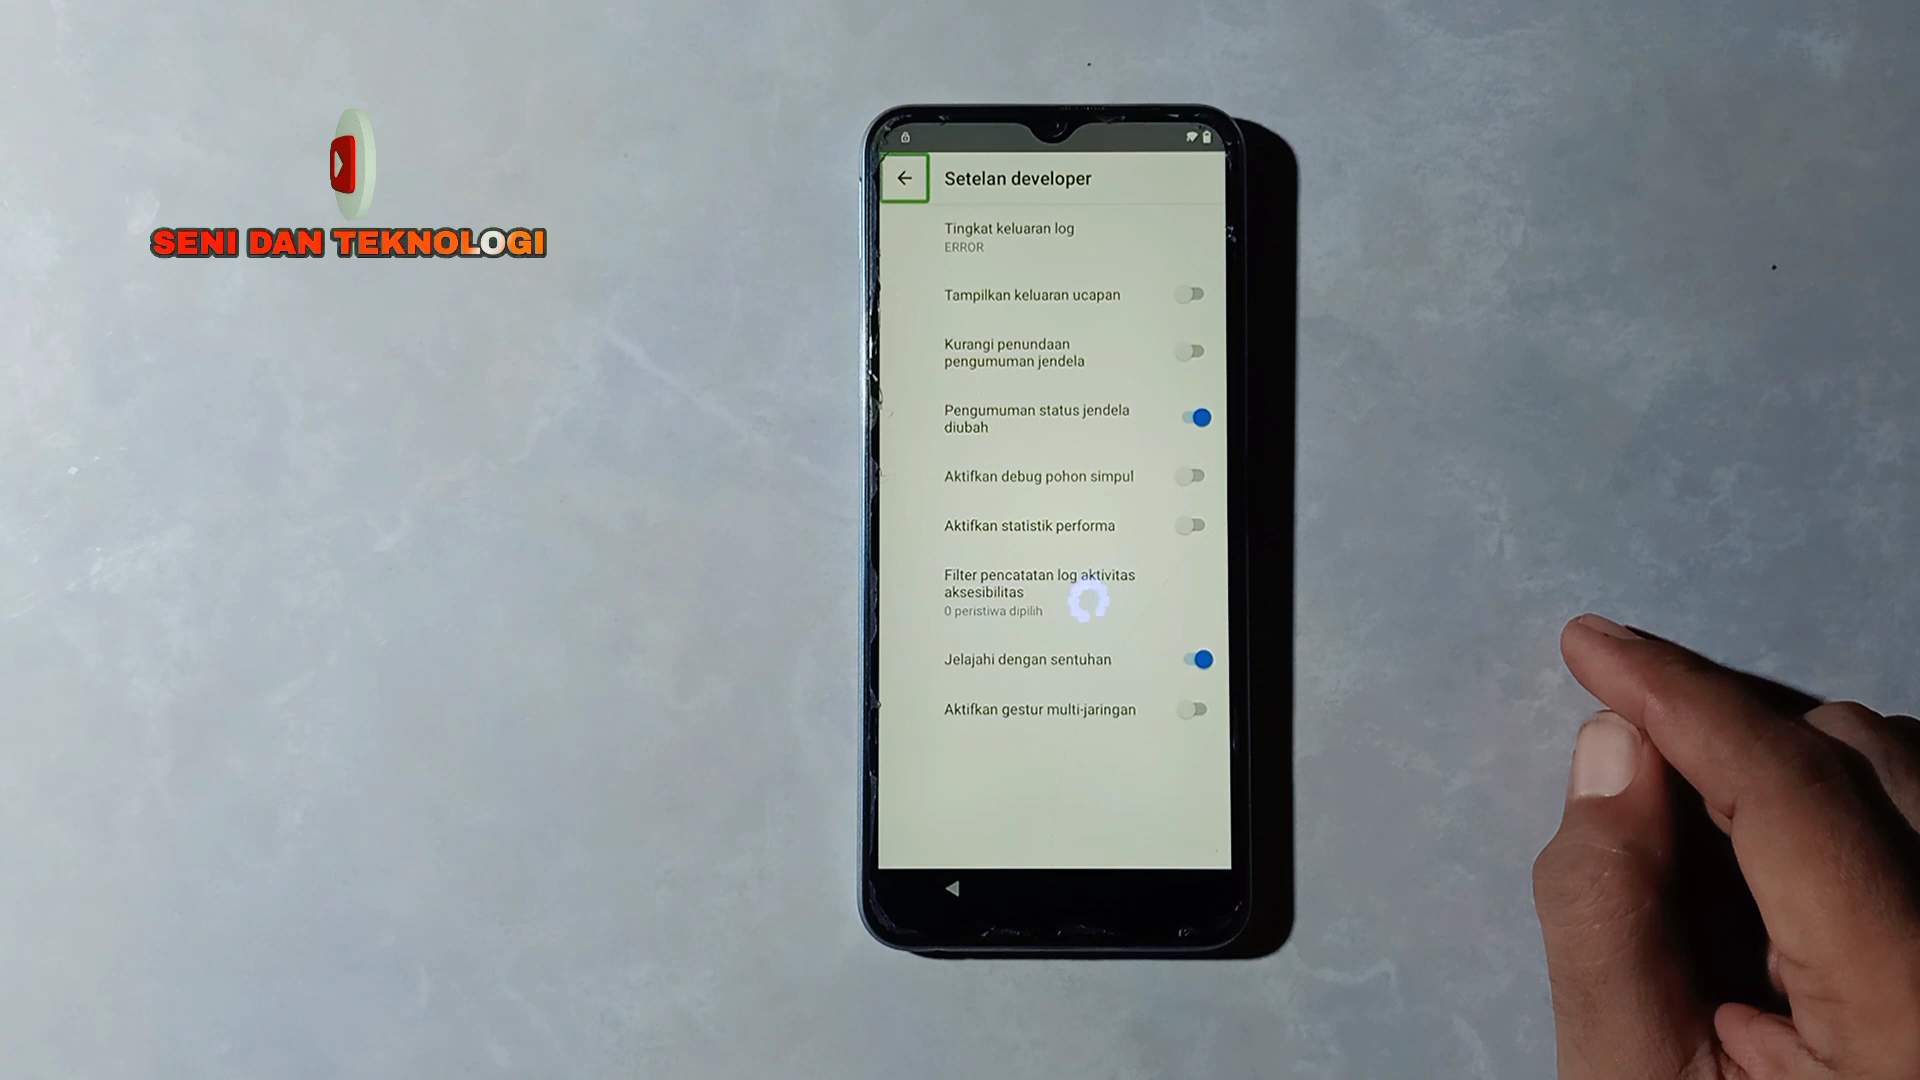 SENI DAN TEKNOLOGI
Setelan developer
Tingkat keluaran log
ERROR
Tampilkan keluaran ucapan
Kurangi penundaan
pengumuman jendela
Pengumuman status jendela
diubah
Aktifkan debug pohon simpul
Aktifkan statistik performa
Filter pencatatan log aktivitas
aksesibilitas
0 peristiwa dipilih
Jelajahi dengan sentuhan
Aktifkan gestur multi-jaringan